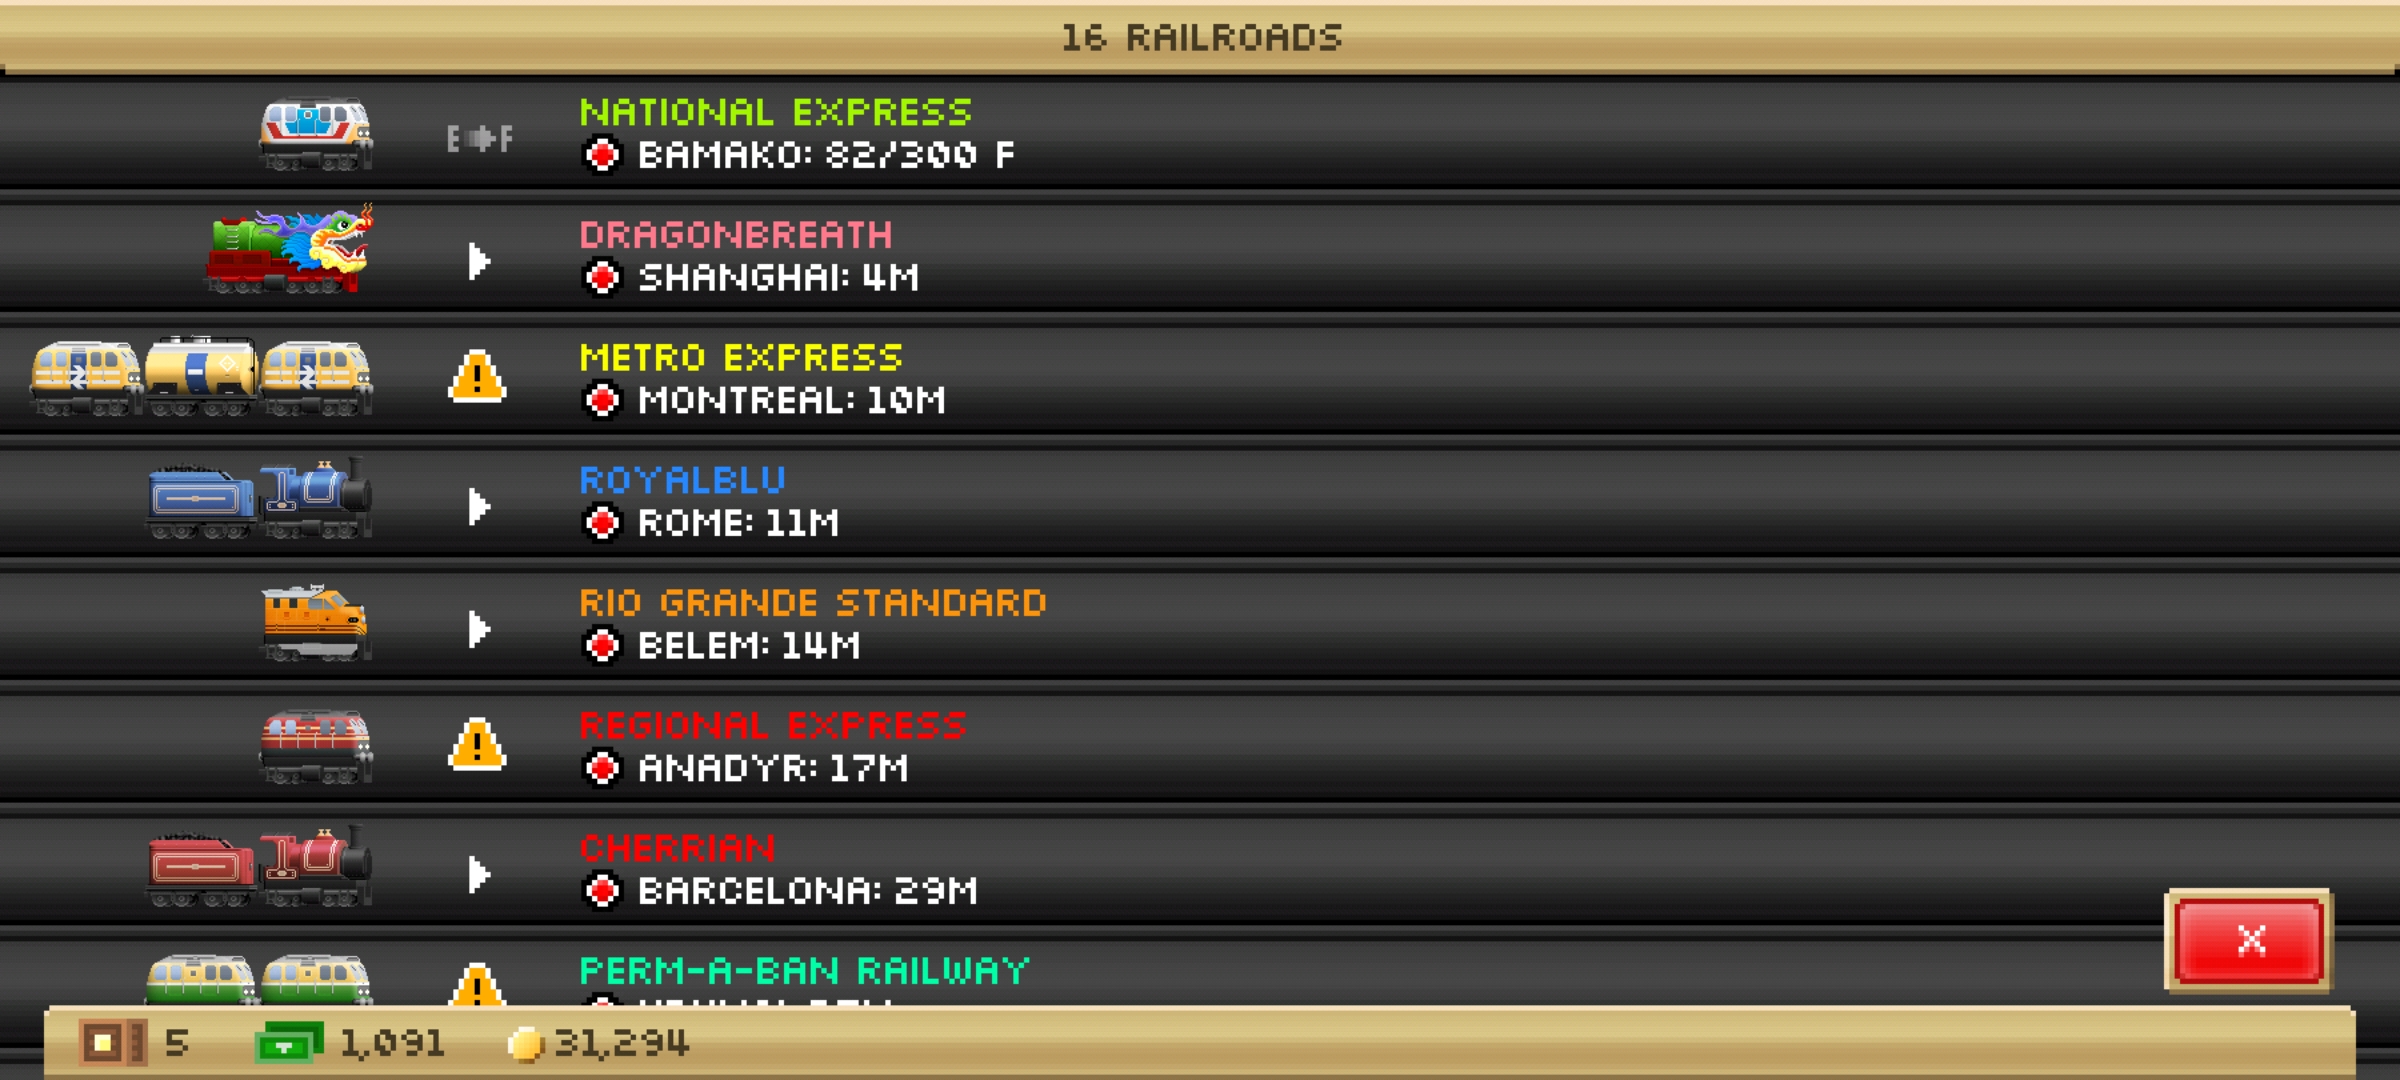 16 RAILROADS
E F
NATIONAL EXPRESS
BAMAKO: 82/300 F
DRAGONBREATH
SHANGHAI: 4M
METRO EXPRESS
MONTREAL: 10M
ROYALBLU
ROME: 11M
RIO GRANDE STANDARD
BELEM: 14M
REGIONAL EXPRESS
ANADYR: 17M
CHERRIAN
BARCELONA: 29M
PERM-A-BAN RAILWAY
X
5 1,091 31,294